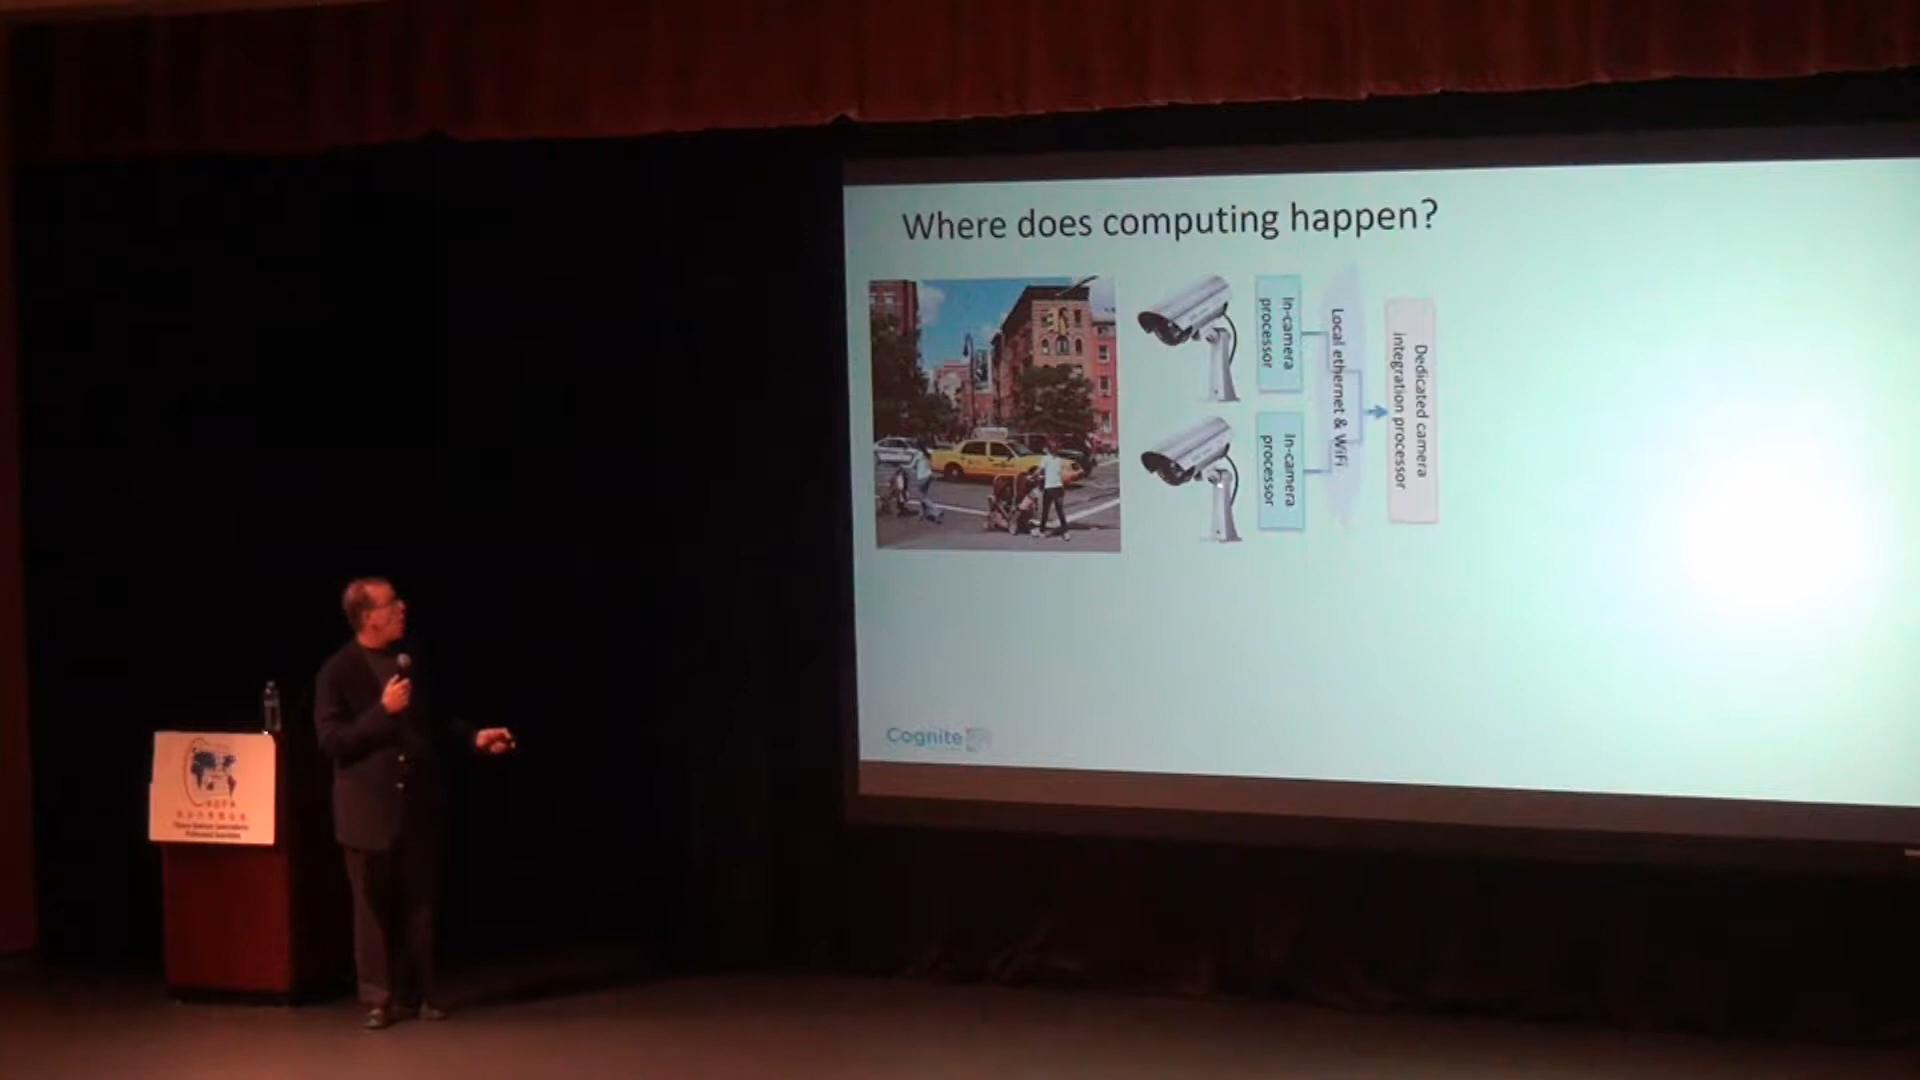 Where does computing happen?
In-camera
processor
In-camera
processor
Local ethernet & WiFi
Dedicated camera
integration processor
Cognite